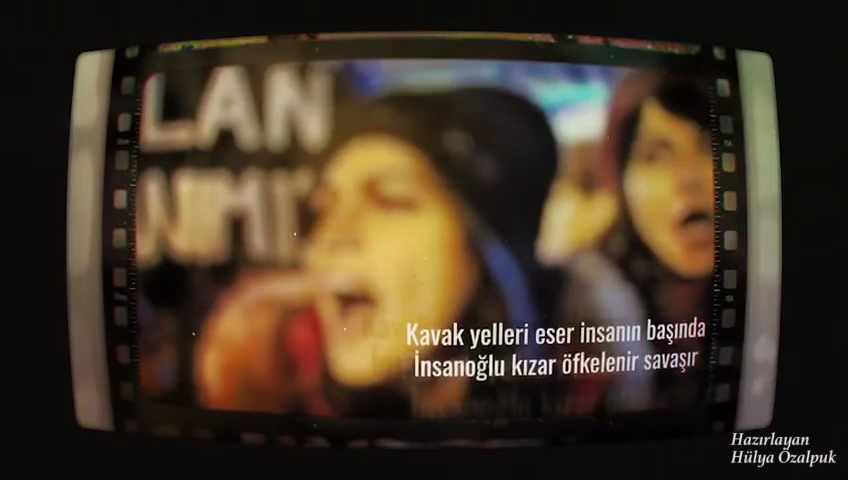 LAN
Kavak yelleri eser insanın başında
İnsanoğlu kızar öfkelenir savaşır
Hazırlayan
Hülya Özalpuk